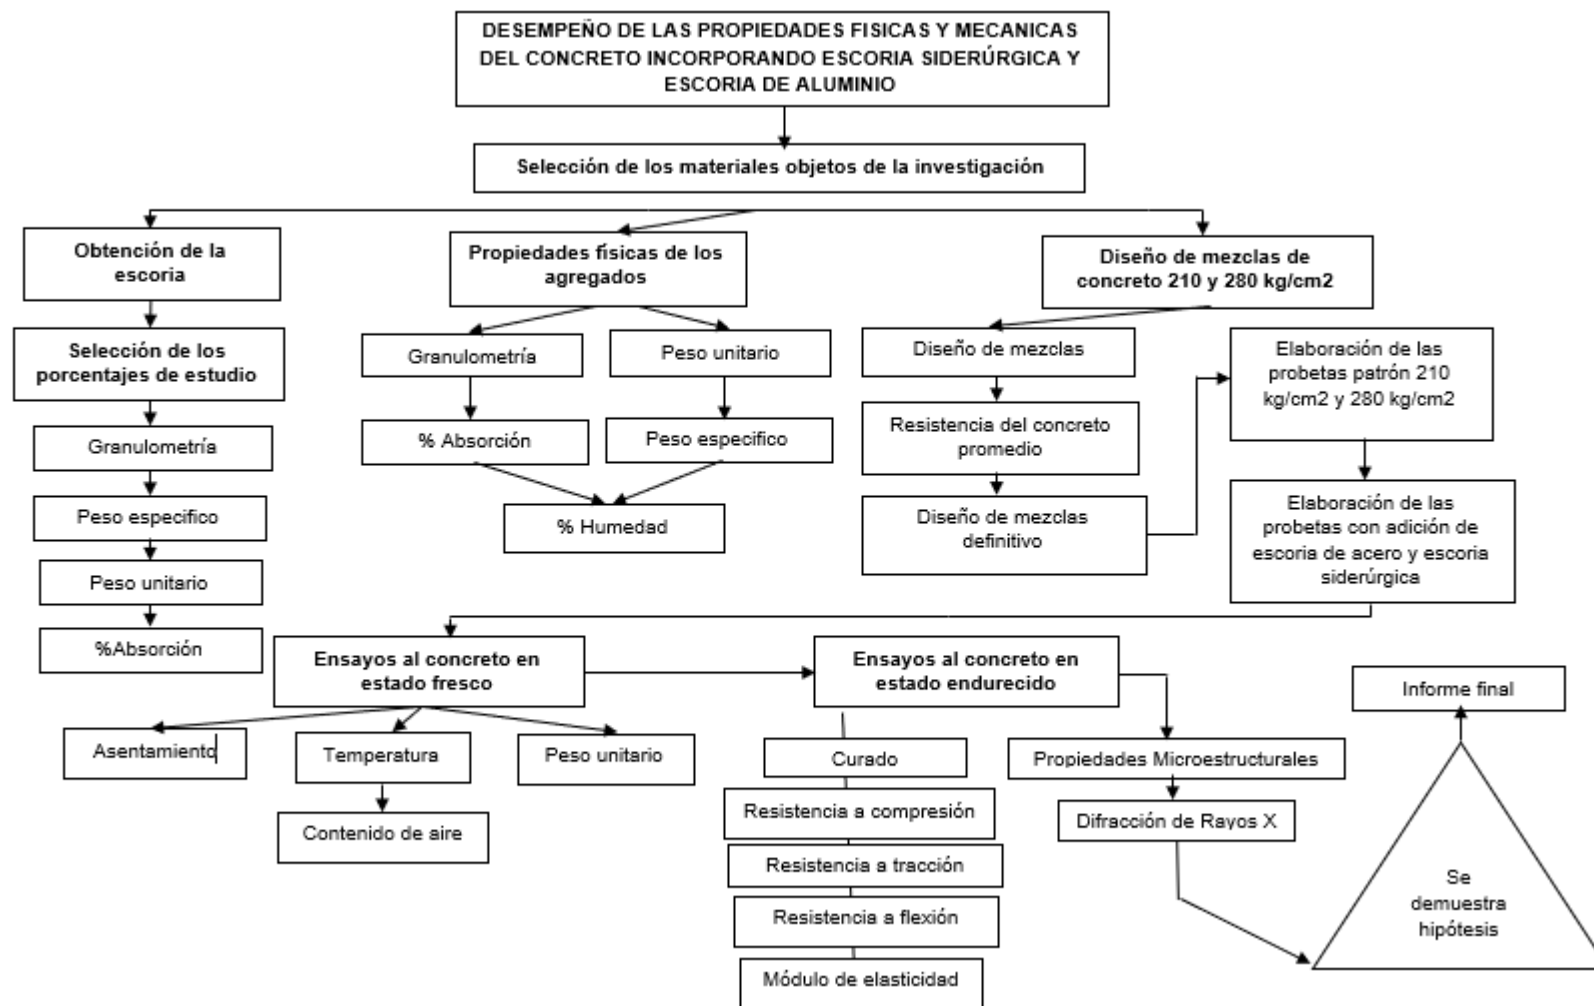 DESEMPEÑO DE LAS PROPIEDADES FISICAS Y MECANICAS
DEL CONCRETO INCORPORANDO ESCORIA SIDERÚRGICA Y
ESCORIA DE ALUMINIO
Selección de los materiales objetos de la investigación
Obtención de la
escoria
Propiedades físicas de los
agregados
Diseño de mezclas de
concreto 210 y 280 kg/cm2
Selección de los
porcentajes de estudio
Granulometría
Peso especifico
Peso unitario
%Absorción
Granulometría
% Absorción
Peso unitario
Peso especifico
% Humedad
Diseño de mezclas
Resistencia del concreto
promedio
Diseño de mezclas
definitivo
Elaboración de las
probetas patrón 210
kg/cm2 y 280 kg/cm2
Elaboración de las
probetas con adición de
escoria de acero y escoria
siderúrgica
Ensayos al concreto en
estado fresco
Ensayos al concreto en
estado endurecido
Asentamiento
Temperatura
Contenido de aire
Peso unitario
Curado
Resistencia a compresión
Resistencia a tracción
Resistencia a flexión
Módulo de elasticidad
Propiedades Microestructurales
Difracción de Rayos X
Se
demuestra
hipótesis
Informe final